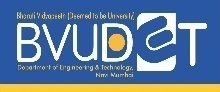 Bharati Vidyapeeth (Deemed to be University)
BVUDET
Department of Engineering & Technology,
Navi Mumbai